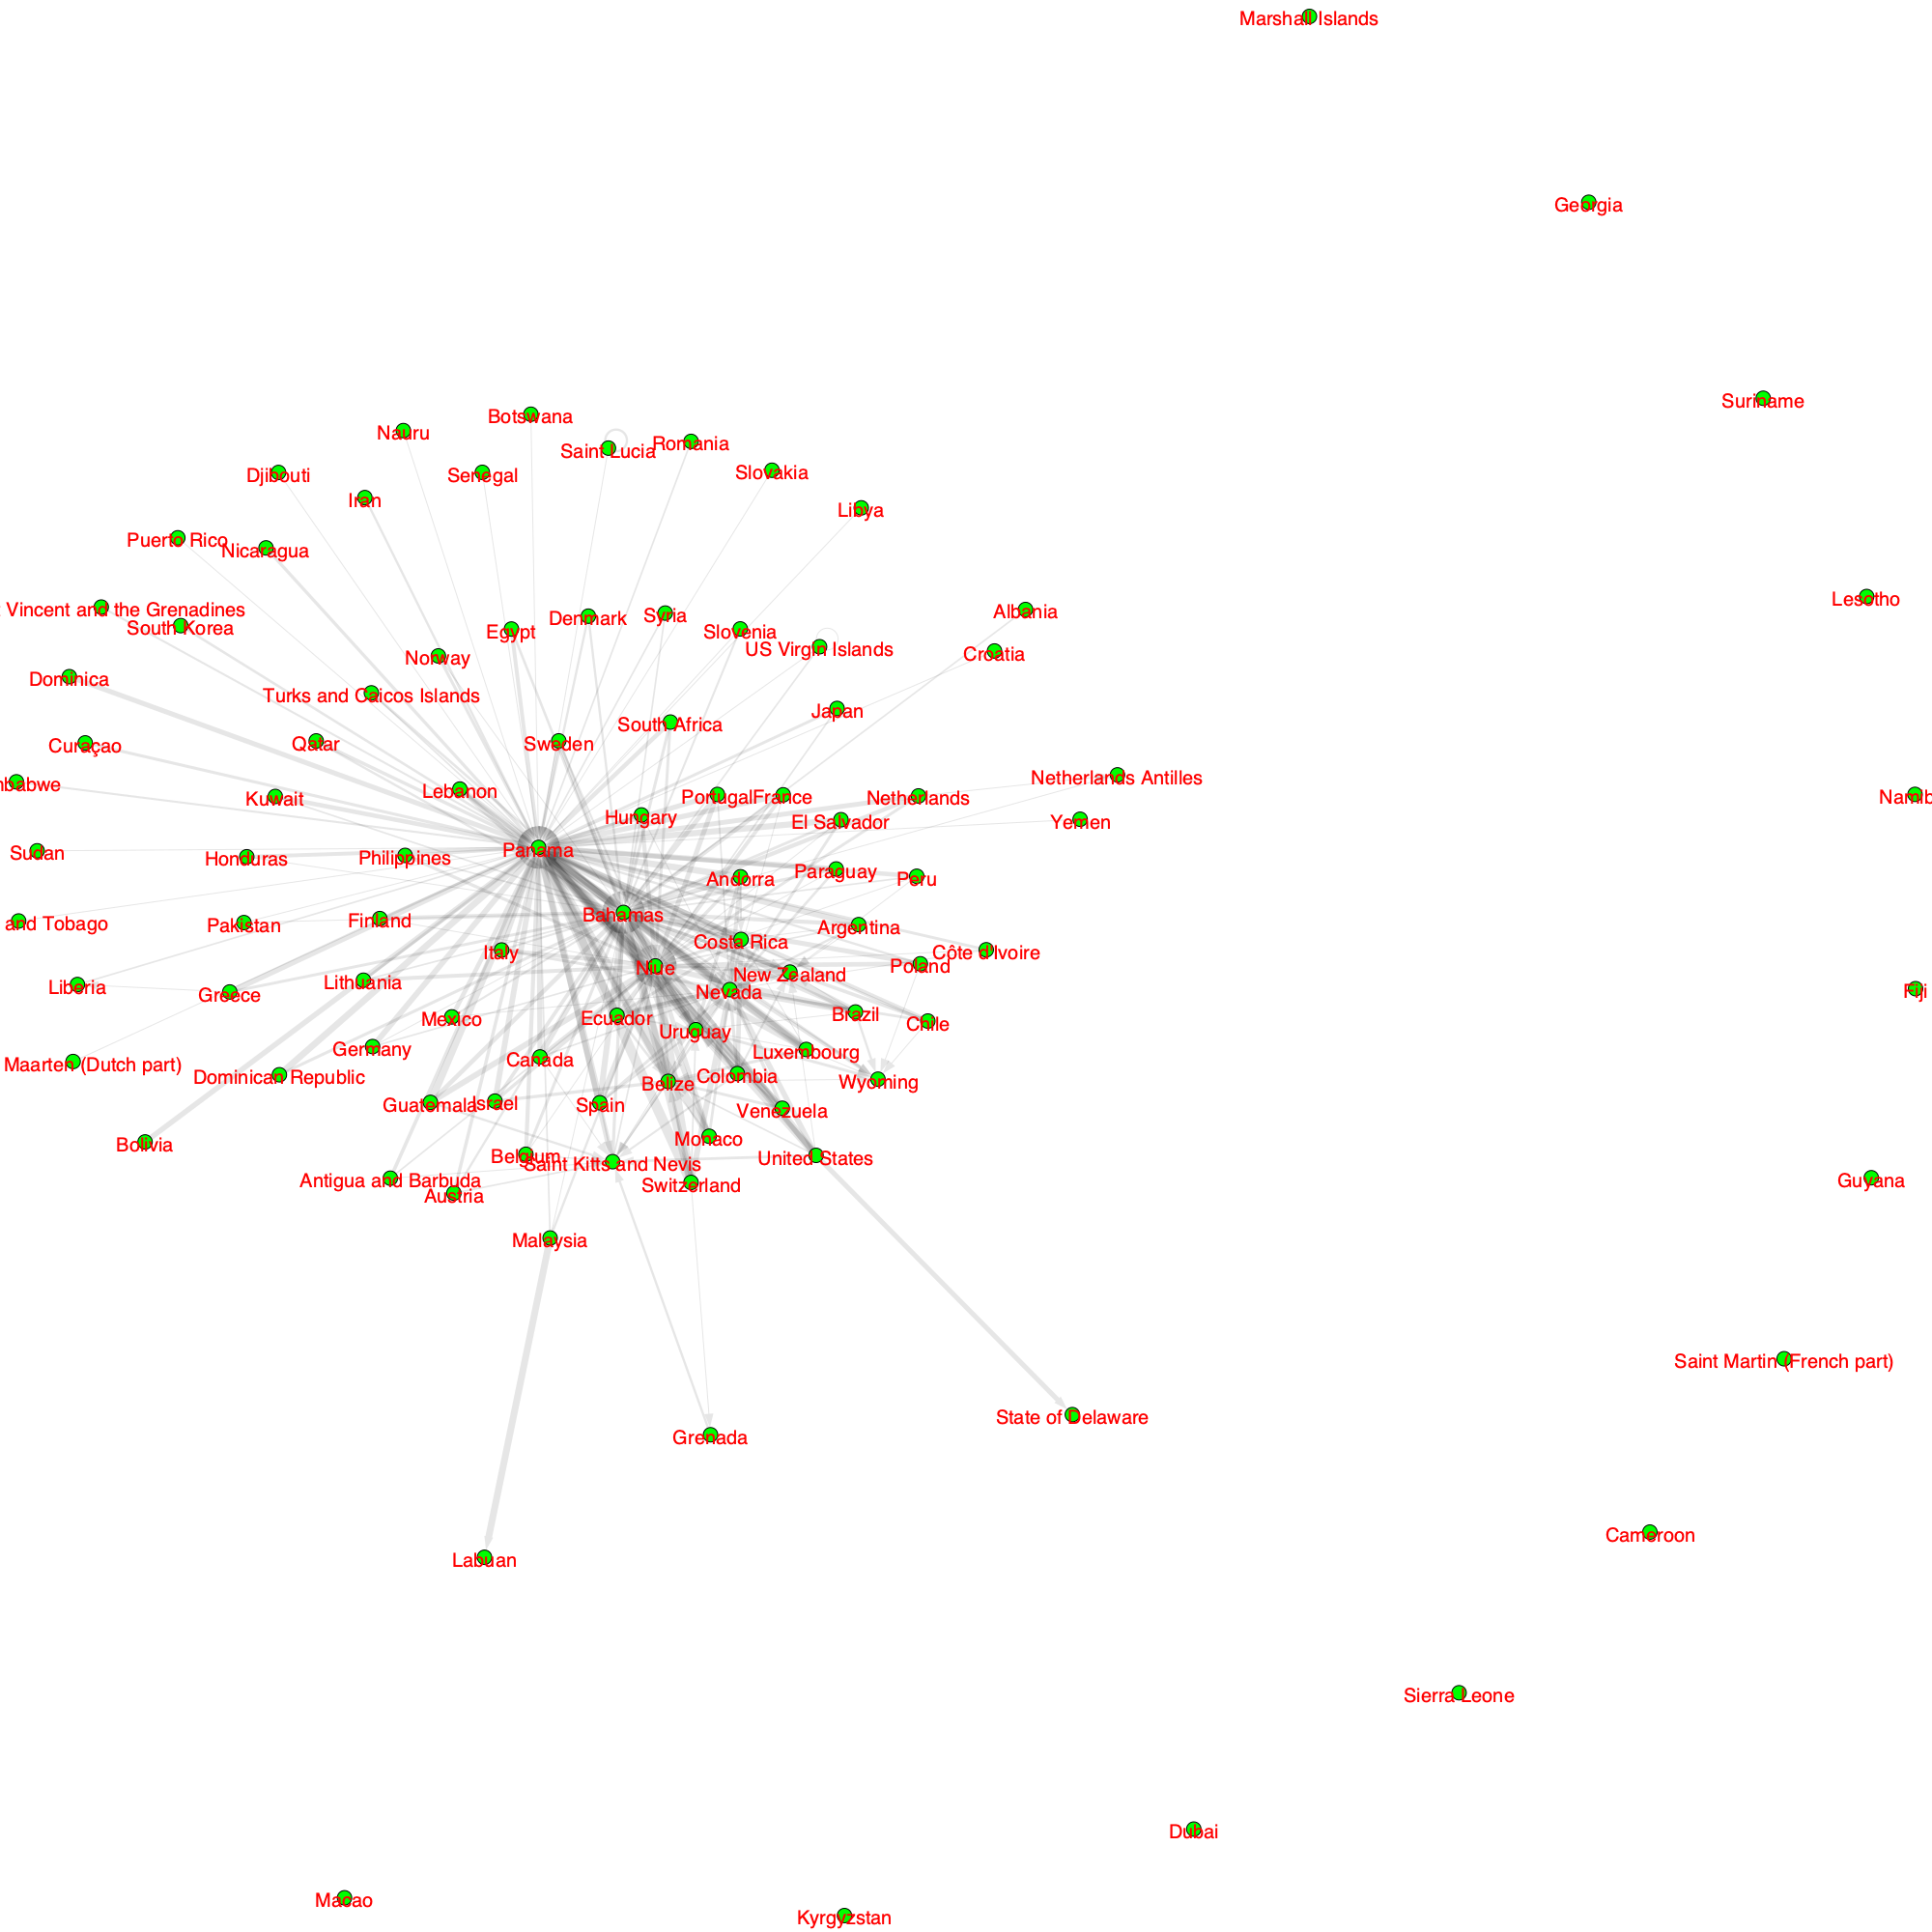 Marshall Islands
Georgia
Suriname
Botswana
Nauru
Saint Lucia
Romania
Slovakia
Djibouti
Senegal
Iran
Libya
Puerto Rico
Nicaragua
Lesotho
Vincent and the Grenadines
South Korea
Denmark
Syria
Albania
Egypt
Slovenia
US Virgin Islands
Croatia
Norway
Dominica
Turks and Caicos Islands
Japan
South Africa
Curaçao
Qatar
Sweden
Netherlands Antilles
babwe
Kuwait
Lebanon
Portugal
France
Netherlands
Namib
Hungary
El Salvador
Yemen
Panama
Sudan
Honduras
Philippines
Andorra
Paraguay
Peru
Bahamas
and Tobago
Pakistan
Finland
Argentina
Costa Rica
Italy
Côte d'Ivoire
Niue
New Zealand
Poland
Liberia
Greece
Lithuania
Nevada
Fiji
Mexico
Ecuador
Brazil
Chile
Uruguay
Germany
Canada
Luxembourg
Maarten (Dutch part)
Dominican Republic
Belize
Colombia
Wyoming
Guatemala
Israel
Spain
Venezuela
Bolivia
Monaco
Belgium
Saint Kitts and Nevis
United States
Antigua and Barbuda
Austria
Switzerland
Guyana
Malaysia
Saint Martin (French part)
State of Delaware
Grenada
Cameroon
Labuan
Sierra Leone
Dubai
Macao
Kyrgyzstan